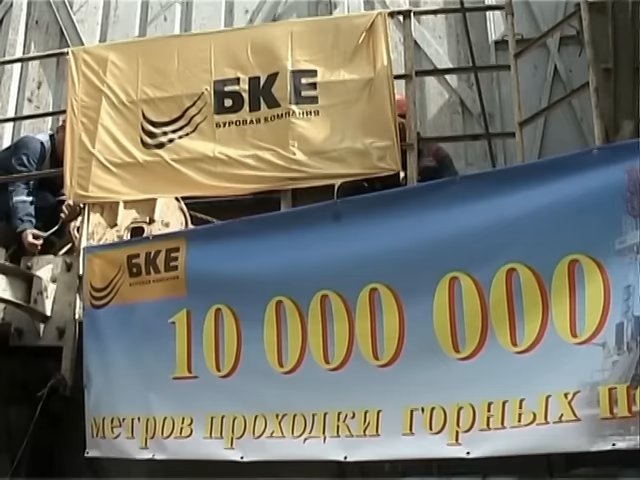 БКЕ
БУРОВАЯ КОМПАНИЯ
БКЕ
БУРОВАЯ КОМПАНИЯ
10 000 000
метров проходки горных п